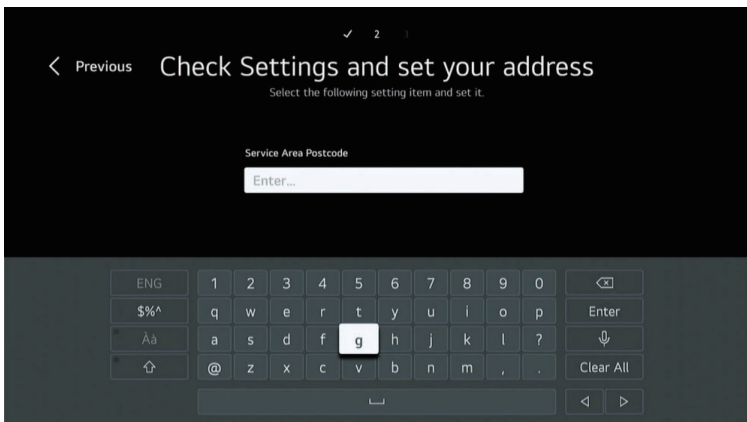 2 3
Previous
Check Settings and set your address
Select the following setting item and set it.
Service Area Postcode
Enter...
ENG 1 2 3 4 5 6 7 8 9 0
$%^ q w e r t y u i o p Enter
Àà a s d f g h j k l ?
@ z x c v b n m , . Clear All